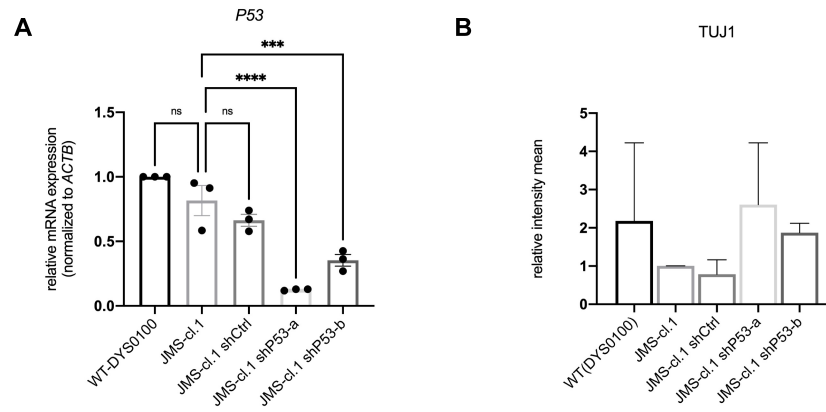 A
P53
***
****
ns
ns
relative mRNA expression
(normalized to ACTB)
1.5
1.0
0.5
0.0
WT-DYS0100
JMS-cl.1
JMS-cl.1 shCtrl
JMS-cl.1 shP53-a
JMS-cl.1 shP53-b
B
TUJ1
relative intensity mean
5
4
3
2
1
0
WT(DYS0100)
JMS-cl.1
JMS-cl.1 shCtrl
JMS-cl.1 shP53-a
JMS-cl.1 shP53-b